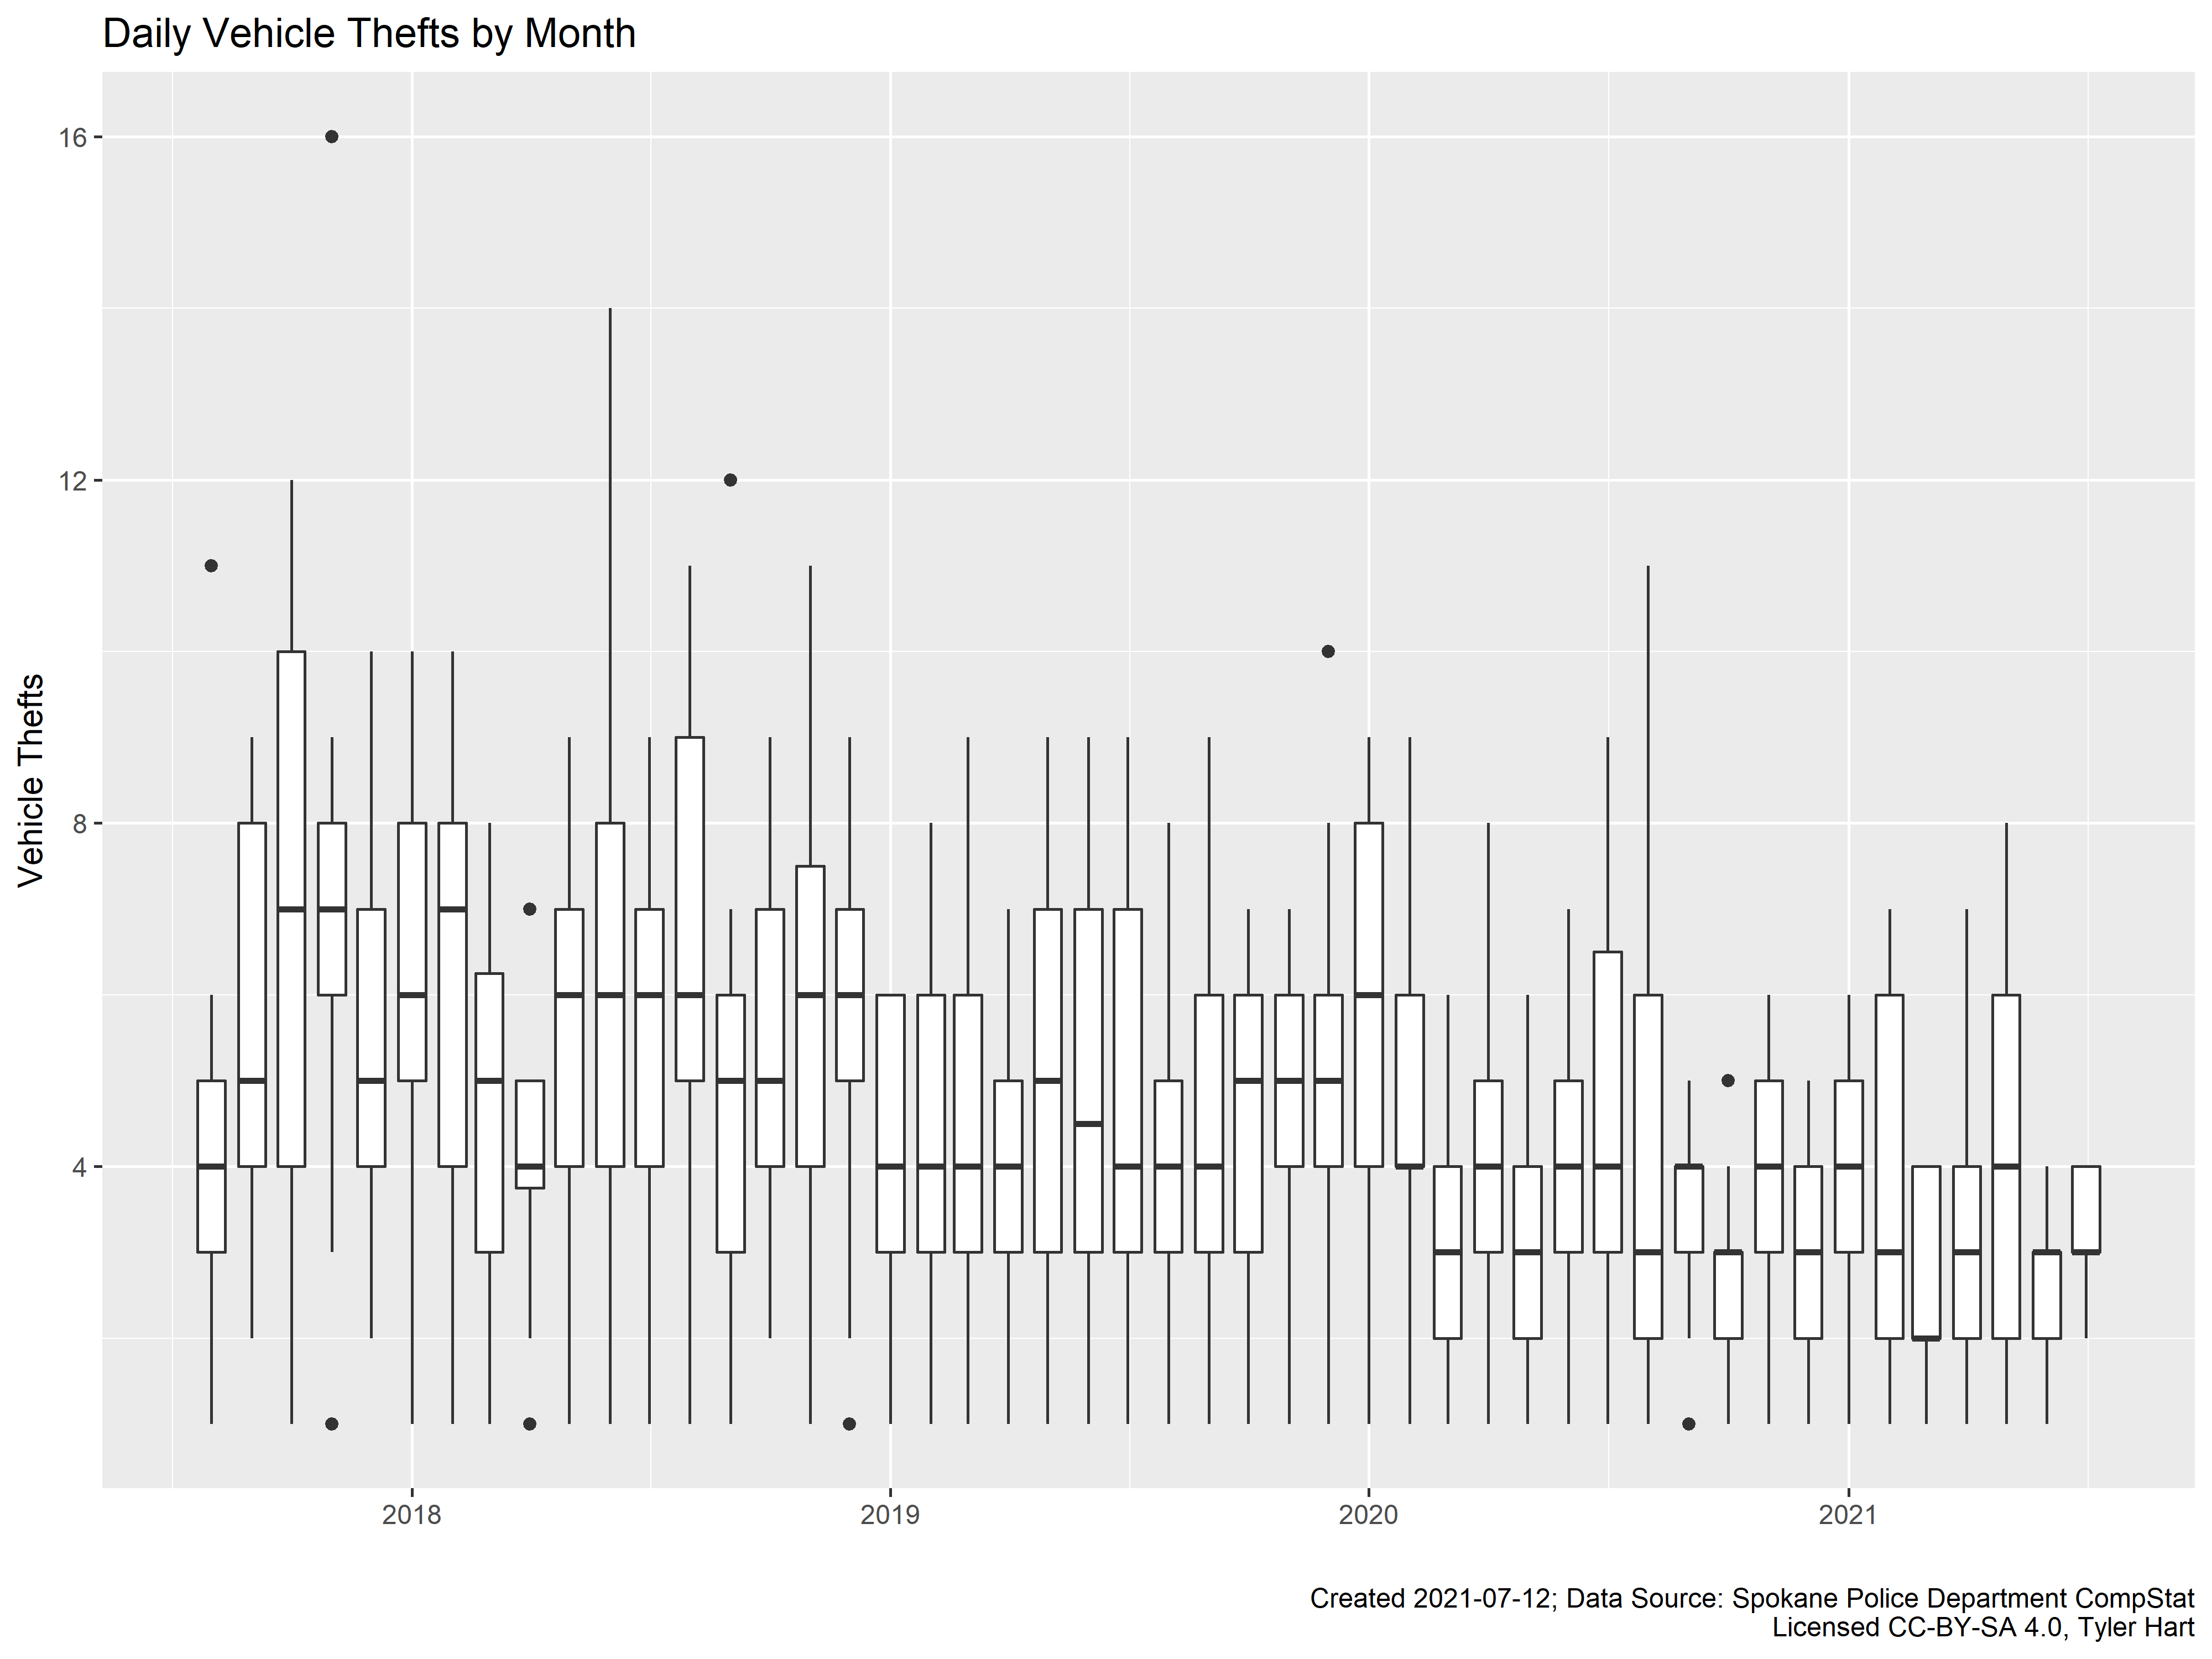 Daily Vehicle Thefts by Month
Vehicle Thefts
16
12
8
4
2018 2019 2020 2021
Created 2021-07-12; Data Source: Spokane Police Department CompStat
Licensed CC-BY-SA 4.0, Tyler Hart